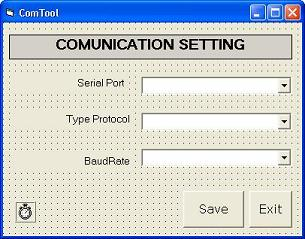 ComTool
COMUNICATION SETTING
Serial Port
Type Protocol
BaudRate
Save
Exit